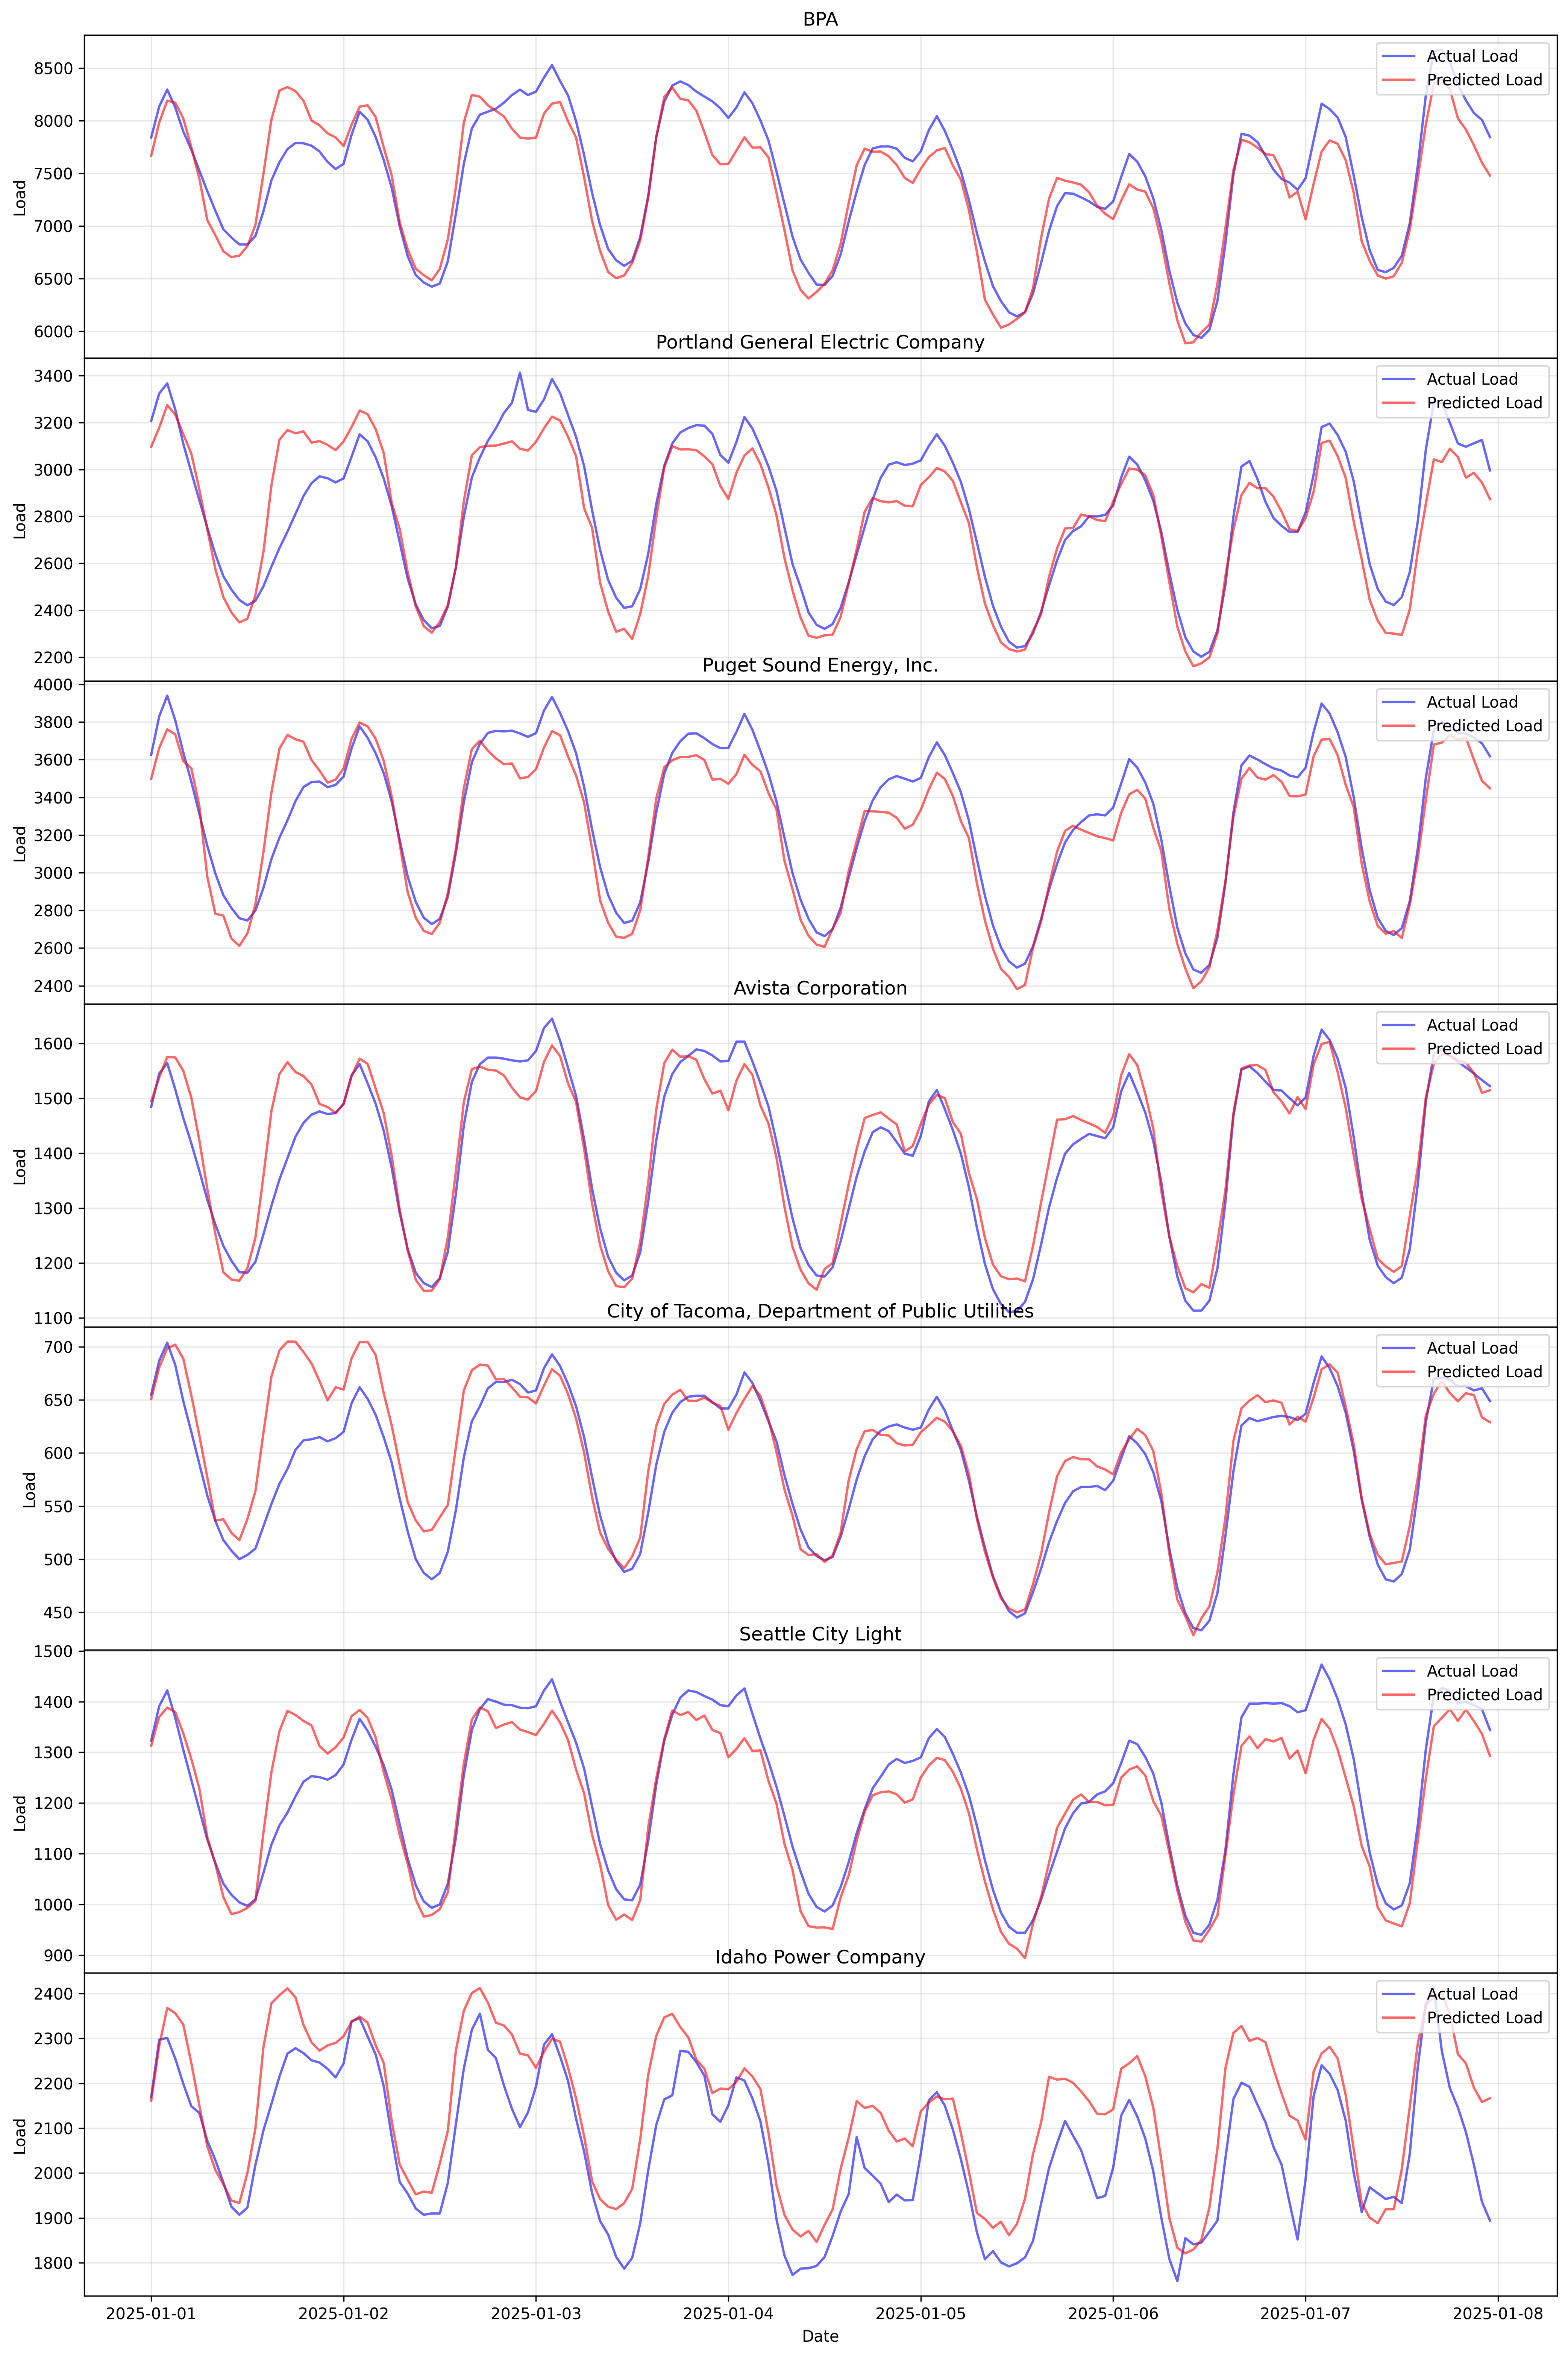 BPA
8500
8000
7500
7000
6500
6000
Load
Actual Load
Predicted Load
Portland General Electric Company
3400
3200
3000
2800
2600
2400
2200
Load
Actual Load
Predicted Load
Puget Sound Energy, Inc.
4000
3800
3600
3400
3200
3000
2800
2600
2400
Load
Actual Load
Predicted Load
Avista Corporation
1600
1500
1400
1300
1200
1100
Load
Actual Load
Predicted Load
City of Tacoma, Department of Public Utilities
700
650
600
550
500
450
Load
Actual Load
Predicted Load
Seattle City Light
1500
1400
1300
1200
1100
1000
900
Load
Actual Load
Predicted Load
Idaho Power Company
2400
2300
2200
2100
2000
1900
1800
Load
Actual Load
Predicted Load
2025-01-01 2025-01-02 2025-01-03 2025-01-04 2025-01-05 2025-01-06 2025-01-07 2025-01-08
Date